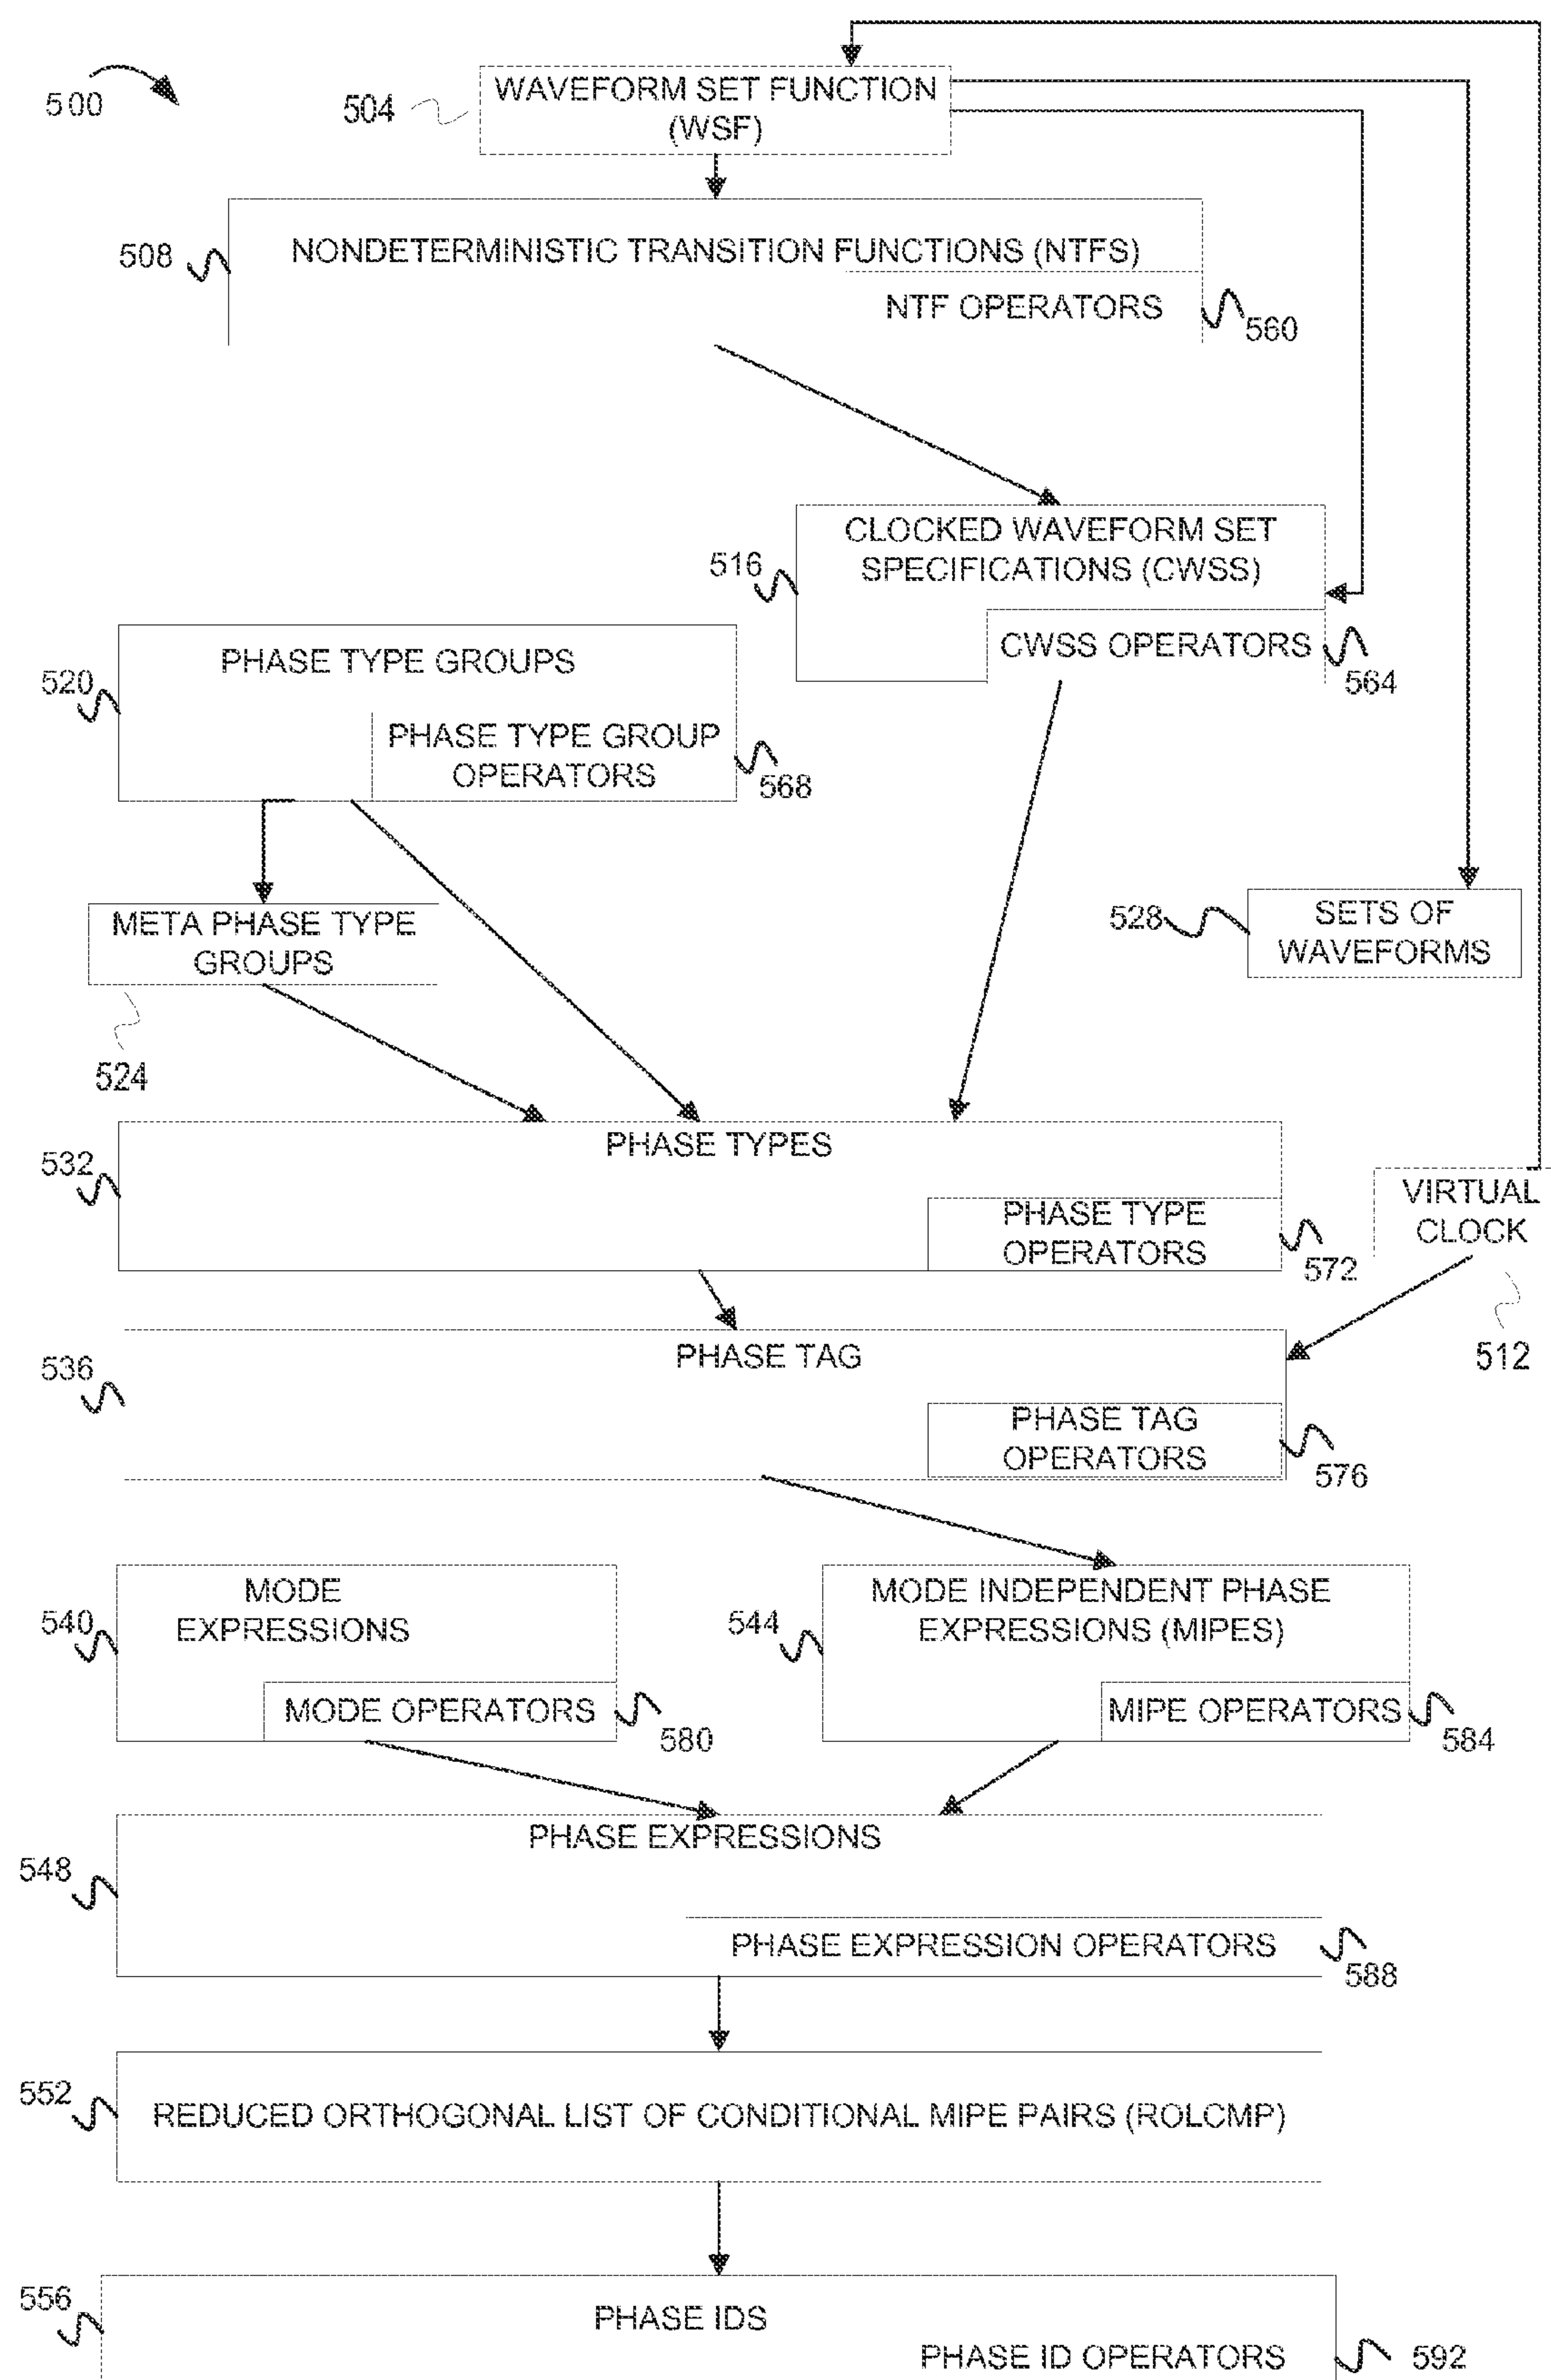 500
504
WAVEFORM SET FUNCTION
(WSF)
508
NONDETERMINISTIC TRANSITION FUNCTIONS (NTFS)
NTF OPERATORS
560
CLOCKED WAVEFORM SET
SPECIFICATIONS (CWSS)
516
CWSS OPERATORS
564
PHASE TYPE GROUPS
520
PHASE TYPE GROUP
OPERATORS
568
META PHASE TYPE
GROUPS
524
528
SETS OF
WAVEFORMS
PHASE TYPES
532
PHASE TYPE
OPERATORS
572
VIRTUAL
CLOCK
512
PHASE TAG
536
PHASE TAG
OPERATORS
576
MODE
EXPRESSIONS
540
MODE OPERATORS
580
MODE INDEPENDENT PHASE
EXPRESSIONS (MIPES)
544
MIPE OPERATORS
584
PHASE EXPRESSIONS
548
PHASE EXPRESSION OPERATORS
588
552
REDUCED ORTHOGONAL LIST OF CONDITIONAL MIPE PAIRS (ROLCMP)
556
PHASE IDS
PHASE ID OPERATORS
592